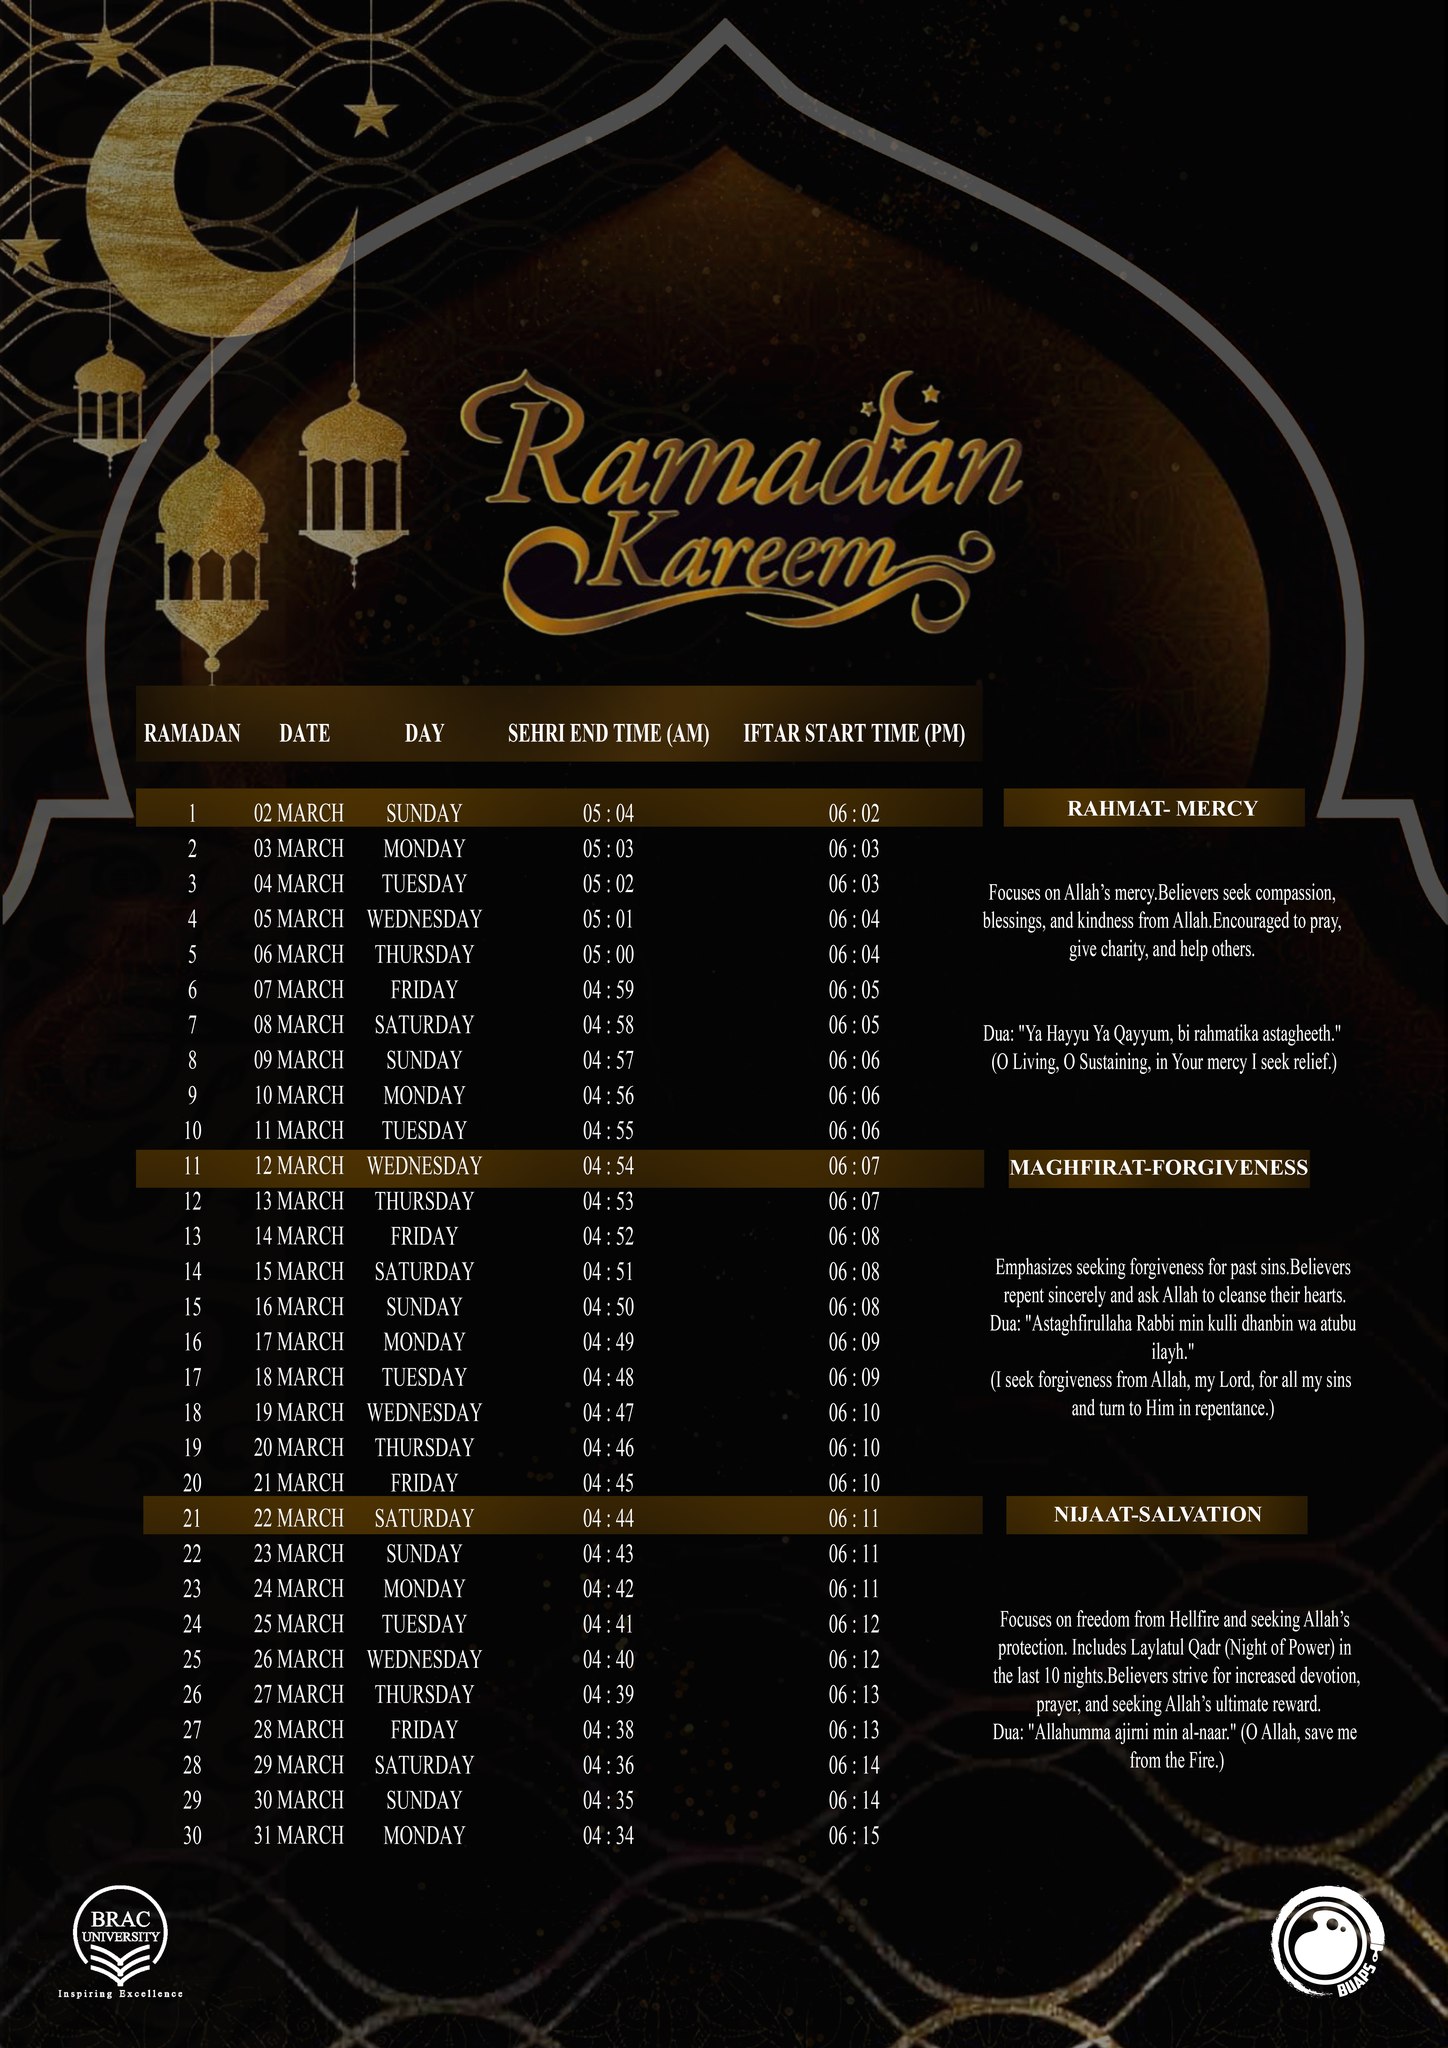 Ramadan
Kareem
RAMADAN DATE DAY SEHRI END TIME (AM) IFTAR START TIME (PM)
1 02 MARCH SUNDAY 05 : 04 06 : 02
2 03 MARCH MONDAY 05 : 03 06 : 03
3 04 MARCH TUESDAY 05 : 02 06 : 03
4 05 MARCH WEDNESDAY 05 : 01 06 : 04
5 06 MARCH THURSDAY 05 : 00 06 : 04
6 07 MARCH FRIDAY 04 : 59 06 : 05
7 08 MARCH SATURDAY 04 : 58 06 : 05
8 09 MARCH SUNDAY 04 : 57 06 : 06
9 10 MARCH MONDAY 04 : 56 06 : 06
10 11 MARCH TUESDAY 04 : 55 06 : 06
11 12 MARCH WEDNESDAY 04 : 54 06 : 07
12 13 MARCH THURSDAY 04 : 53 06 : 07
13 14 MARCH FRIDAY 04 : 52 06 : 08
14 15 MARCH SATURDAY 04 : 51 06 : 08
15 16 MARCH SUNDAY 04 : 50 06 : 08
16 17 MARCH MONDAY 04 : 49 06 : 09
17 18 MARCH TUESDAY 04 : 48 06 : 09
18 19 MARCH WEDNESDAY 04 : 47 06 : 10
19 20 MARCH THURSDAY 04 : 46 06 : 10
20 21 MARCH FRIDAY 04 : 45 06 : 10
21 22 MARCH SATURDAY 04 : 44 06 : 11
22 23 MARCH SUNDAY 04 : 43 06 : 11
23 24 MARCH MONDAY 04 : 42 06 : 11
24 25 MARCH TUESDAY 04 : 41 06 : 12
25 26 MARCH WEDNESDAY 04 : 40 06 : 12
26 27 MARCH THURSDAY 04 : 39 06 : 13
27 28 MARCH FRIDAY 04 : 38 06 : 13
28 29 MARCH SATURDAY 04 : 36 06 : 14
29 30 MARCH SUNDAY 04 : 35 06 : 14
30 31 MARCH MONDAY 04 : 34 06 : 15
RAHMAT- MERCY
Focuses on Allah’s mercy.Believers seek compassion,
blessings, and kindness from Allah.Encouraged to pray,
give charity, and help others.
Dua: "Ya Hayyu Ya Qayyum, bi rahmatika astagheeth."
(O Living, O Sustaining, in Your mercy I seek relief.)
MAGHFIRAT-FORGIVENESS
Emphasizes seeking forgiveness for past sins.Believers
repent sincerely and ask Allah to cleanse their hearts.
Dua: "Astaghfirullaha Rabbi min kulli dhanbin wa atubu
ilayh."
(I seek forgiveness from Allah, my Lord, for all my sins
and turn to Him in repentance.)
NIJAAT-SALVATION
Focuses on freedom from Hellfire and seeking Allah’s
protection. Includes Laylatul Qadr (Night of Power) in
the last 10 nights.Believers strive for increased devotion,
prayer, and seeking Allah’s ultimate reward.
Dua: "Allahumma ajirni min al-naar." (O Allah, save me
from the Fire.)
BRAC
UNIVERSITY
Inspiring Excellence
BUAPS